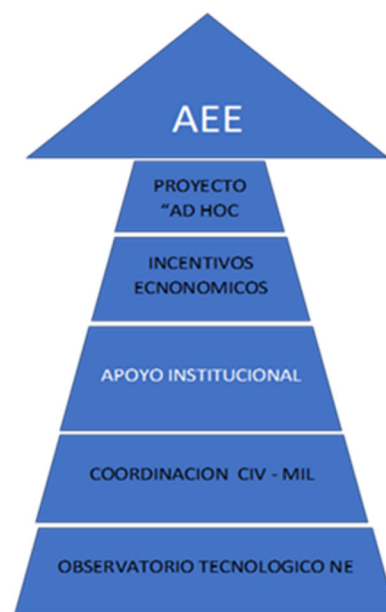 AEE
PROYECTO
“AD HOC
INCENTIVOS
ECNONOMICOS
APOYO INSTITUCIONAL
COORDINACION CIV - MIL
OBSERVATORIO TECNOLOGICO NE